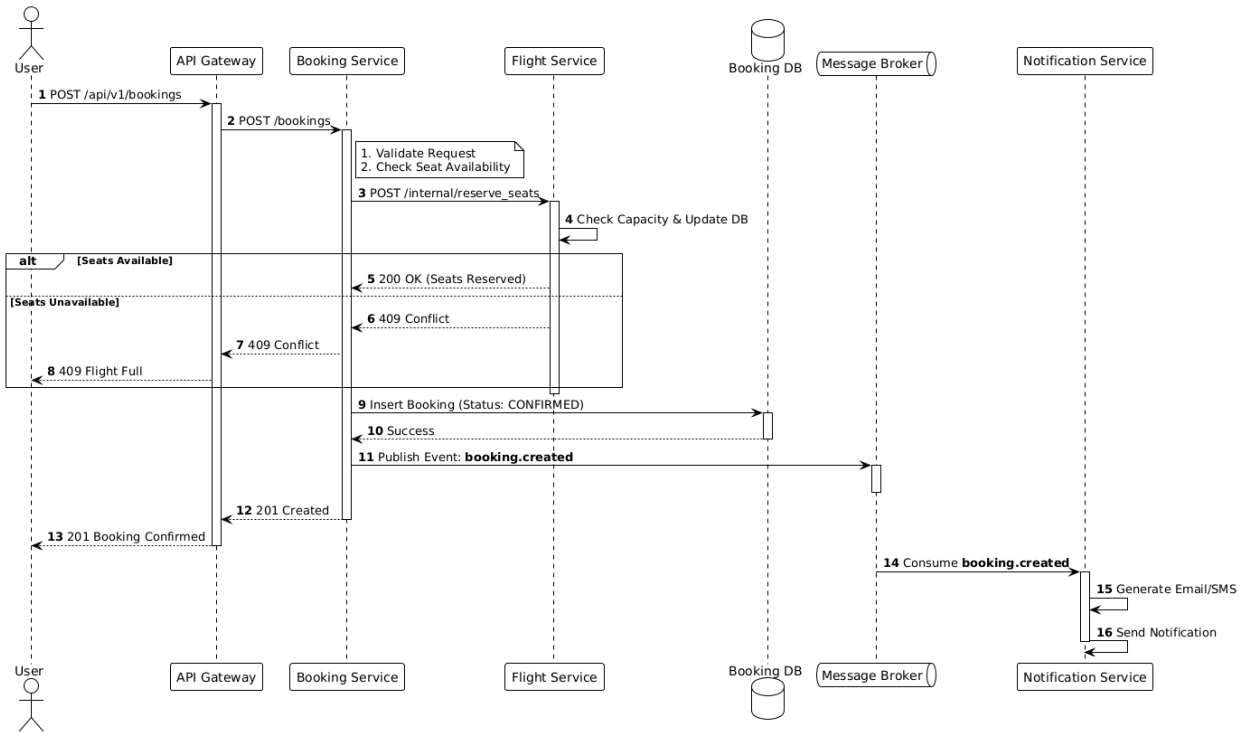 User
API Gateway
Booking Service
Flight Service
Booking DB
Message Broker
Notification Service
1 POST /api/v1/bookings
2 POST /bookings
1. Validate Request
2. Check Seat Availability
3 POST /internal/reserve_seats
4 Check Capacity & Update DB
alt [Seats Available]
5 200 OK (Seats Reserved)
[Seats Unavailable]
6 409 Conflict
7 409 Conflict
8 409 Flight Full
9 Insert Booking (Status: CONFIRMED)
10 Success
11 Publish Event: booking.created
12 201 Created
13 201 Booking Confirmed
14 Consume booking.created
15 Generate Email/SMS
16 Send Notification
User
API Gateway
Booking Service
Flight Service
Booking DB
Message Broker
Notification Service